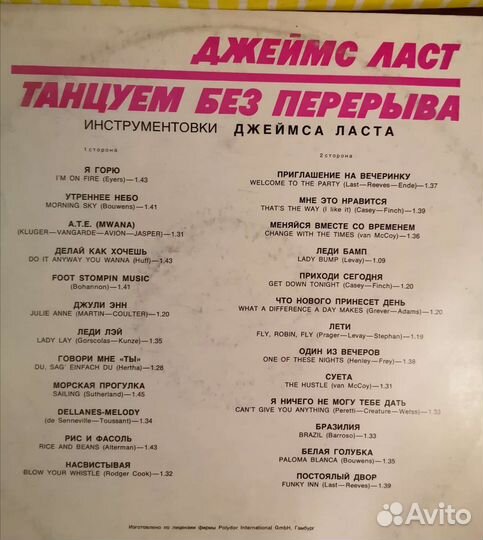 ДЖЕЙМС ЛАСТ
ТАНЦУЕМ БЕЗ ПЕРЕРЫВА
ИНСТРУМЕНТОВКИ ДЖЕЙМСА ЛАСТА
1 сторона
Я ГОРЮ
I'M ON FIRE (Eyers)—1.43
УТРЕННЕЕ НЕБО
MORNING SKY (Bouwens)—1.41
A.T.E. (MWANA)
(KLUGER—VANGARDE—AVION—JASPER)—1.31
ДЕЛАЙ КАК ХОЧЕШЬ
DO IT ANYWAY YOU WANNA (Huff)—1.43
FOOT STOMPIN MUSIC
(Bohannon)—1.41
ДЖУЛИ ЭНН
JULIE ANNE (MARTIN—COULTER)—1.20
ЛЕДИ ЛЭЙ
LADY LAY (Gorscolas—Kunze)—1.35
ГОВОРИ МНЕ «ТЫ»
DU, SAG' EINFACH DU (Hertha)—1.28
МОРСКАЯ ПРОГУЛКА
SAILING (Sutherland)—1.45
DELLANES-MELODY
(de Senneville—Toussant)—1.34
РИС И ФАСОЛЬ
RICE AND BEANS (Alterman)—1.43
НАСВИСТЫВАЯ
BLOW YOUR WHISTLE (Rodger Cook)—1.32
2 сторона
ПРИГЛАШЕНИЕ НА ВЕЧЕРИНКУ
WELCOME TO THE PARTY (Last—Reeves—Ende)—1.37
МНЕ ЭТО НРАВИТСЯ
THAT'S THE WAY (i like it) (Casey—Finch)—1.39
МЕНЯЙСЯ ВМЕСТЕ СО ВРЕМЕНЕМ
CHANGE WITH THE TIMES (van McCoy)—1.36
ЛЕДИ БАМП
LADY BUMP (Levay)—1.09
ПРИХОДИ СЕГОДНЯ
GET DOWN TONIGHT (Casey—Finch)—1.20
ЧТО НОВОГО ПРИНЕСЕТ ДЕНЬ
WHAT A DIFFERENCE A DAY MAKES (Grever—Adams)—1.20
ЛЕТИ
FLY, ROBIN, FLY (Prager—Levay—Stephan)—1.19
ОДИН ИЗ ВЕЧЕРОВ
ONE OF THESE NIGHTS (Henley—Frey)—1.38
СУЕТА
THE HUSTLE (van McCoy)—1.31
Я НИЧЕГО НЕ МОГУ ТЕБЕ ДАТЬ
CAN'T GIVE YOU ANYTHING (Peretti—Creature—Welss)—1.33
БРАЗИЛИЯ
BRAZIL (Barroso)—1.33
БЕЛАЯ ГОЛУБКА
PALOMA BLANCA (Bouwens)—1.35
ПОСТОЯЛЫЙ ДВОР
FUNKY INN (Last—Reeves)—1.39
Изготовлено по лицензии фирмы Polydor International GmbH, Гамбург
Avito